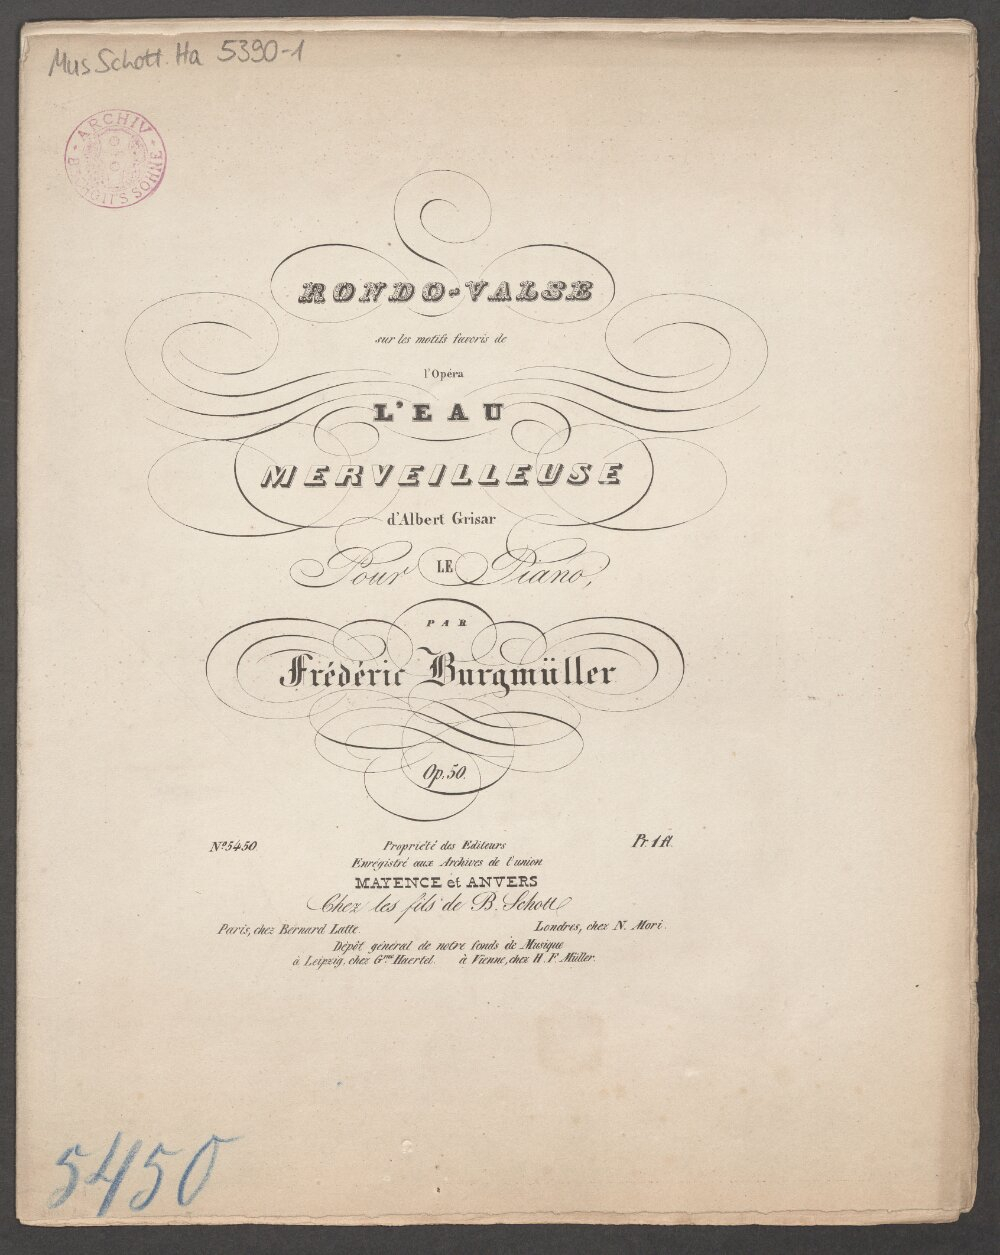 Mus Schott. Ha 5390-1
ARCHIV
B. SCHOTT'S SÖHNE
RONDO-VALSE
sur les motifs favoris de
l'Opéra
L'EAU
MERVEILLEUSE
d'Albert Grisar
Pour LE Piano,
PAR
Frédéric Burgmüller
Op. 50.
Nº 5450 Propriété des Editeurs Pr. 1 fl.
Enrégistré aux Archives de l'union
MAYENCE et ANVERS
Chez les fils de B. Schott
Paris, chez Bernard Latte. Londres, chez N. Mori.
Dépôt général de notre fonds de Musique
à Leipzig, chez Gme Haertel. à Vienne, chez H. F. Müller.
5450